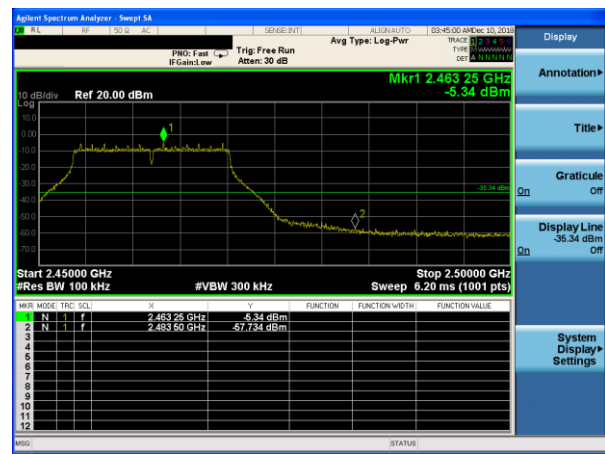 Agilent Spectrum Analyzer - Swept SA
RL RF 50 Ω AC SENSE:INT ALIGNAUTO 03:45:00 AM Dec 10, 2018
Avg Type: Log-Pwr TRACE 1 2 3 4 5 6
PNO: Fast Trig: Free Run TYPE M
IFGain:Low Atten: 30 dB DET A N N N N N
Mkr1 2.463 25 GHz
-5.34 dBm
10 dB/div Ref 20.00 dBm
Log
10.0
0.00
-10.0
-20.0
-30.0
-40.0
-50.0
-60.0
-70.0
1
2
-35.34 dBm
Start 2.45000 GHz Stop 2.50000 GHz
#Res BW 100 kHz #VBW 300 kHz Sweep 6.20 ms (1001 pts)
MKR MODE TRC SCL X Y FUNCTION FUNCTION WIDTH FUNCTION VALUE
1 N 1 f 2.463 25 GHz -5.34 dBm
2 N 1 f 2.483 50 GHz -57.734 dBm
3
4
5
6
7
8
9
10
11
12
MSG STATUS
Display
Annotation
Title
Graticule
On Off
Display Line
-35.34 dBm
On Off
System
Display
Settings